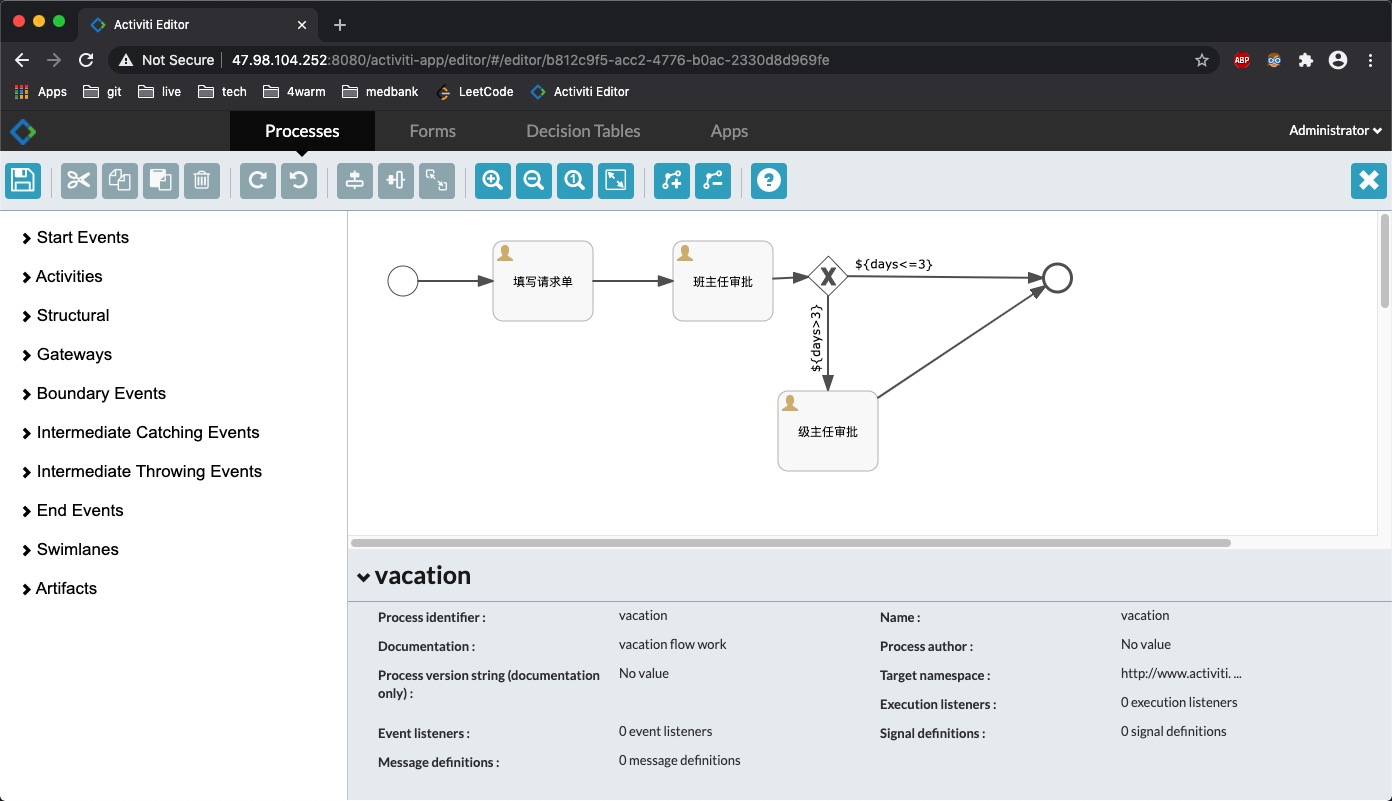 Activiti Editor
Not Secure 47.98.104.252:8080/activiti-app/editor/#/editor/b812c9f5-acc2-4776-b0ac-2330d8d969fe
ABP
Apps git live tech 4warm medbank LeetCode Activiti Editor
Processes Forms Decision Tables Apps Administrator
1
?
Start Events
Activities
Structural
Gateways
Boundary Events
Intermediate Catching Events
Intermediate Throwing Events
End Events
Swimlanes
Artifacts
填写请求单
班主任审批
X
${days<=3}
${days>3}
级主任审批
vacation
Process identifier : vacation
Name : vacation
Documentation : vacation flow work
Process author : No value
Process version string (documentation
only) : No value
Target namespace : http://www.activiti. ...
Execution listeners : 0 execution listeners
Event listeners : 0 event listeners
Signal definitions : 0 signal definitions
Message definitions : 0 message definitions